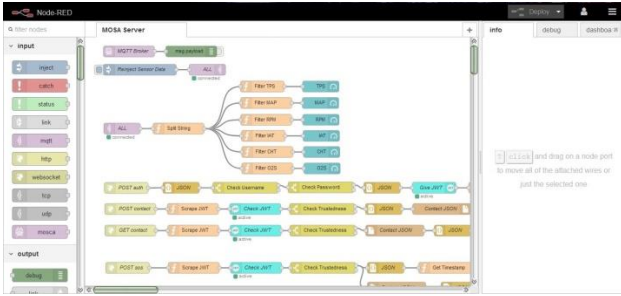 Node-RED
Deploy
filter nodes
MOSA Server
+
info
debug
dashboa
input
inject
catch
status
link
mqtt
http
websocket
tcp
udp
mosca
output
debug
MQTT Broker
msg.payload
Reinject Sensor Data
ALL
connected
ALL
connected
Split String
Filter TPS
TPS
Filter MAP
MAP
Filter RPM
RPM
Filter IAT
IAT
Filter CHT
CHT
Filter O2S
O2S
POST auth
JSON
Check Username
Check Password
JSON
Give JWT
active
POST contact
Scrape JWT
Check JWT
active
Check Trustedness
JSON
Contact JSON
GET contact
Scrape JWT
Check JWT
active
Check Trustedness
Contact JSON
JSON
POST
Scrape JWT
Check JWT
active
Check Trustedness
JSON
Get Timestamp
click and drag on a node port
to move all of the attached wires or
just the selected one